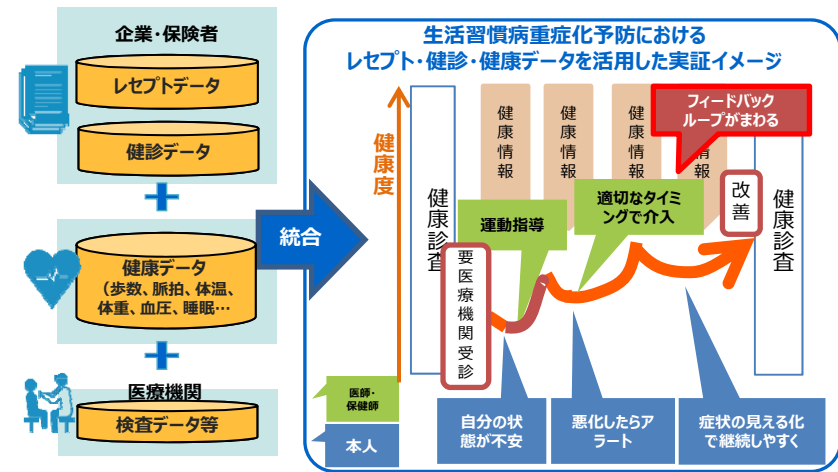 企業・保険者
レセプトデータ
健診データ
健康データ
（歩数、脈拍、体温、
体重、血圧、睡眠…
医療機関
検査データ等
統合
生活習慣病重症化予防における
レセプト・健診・健康データを活用した実証イメージ
健康度
健康診査
要医療機関受診
健康情報
健康情報
健康情報
情報
フィードバック
ループがまわる
運動指導
適切なタイミ
ングで介入
改善
健康診査
医師・
保健師
本人
自分の状
態が不安
悪化したらア
ラート
症状の見える化
で継続しやすく